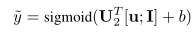 ỹ = sigmoid(U₂ᵀ[u; I] + b)